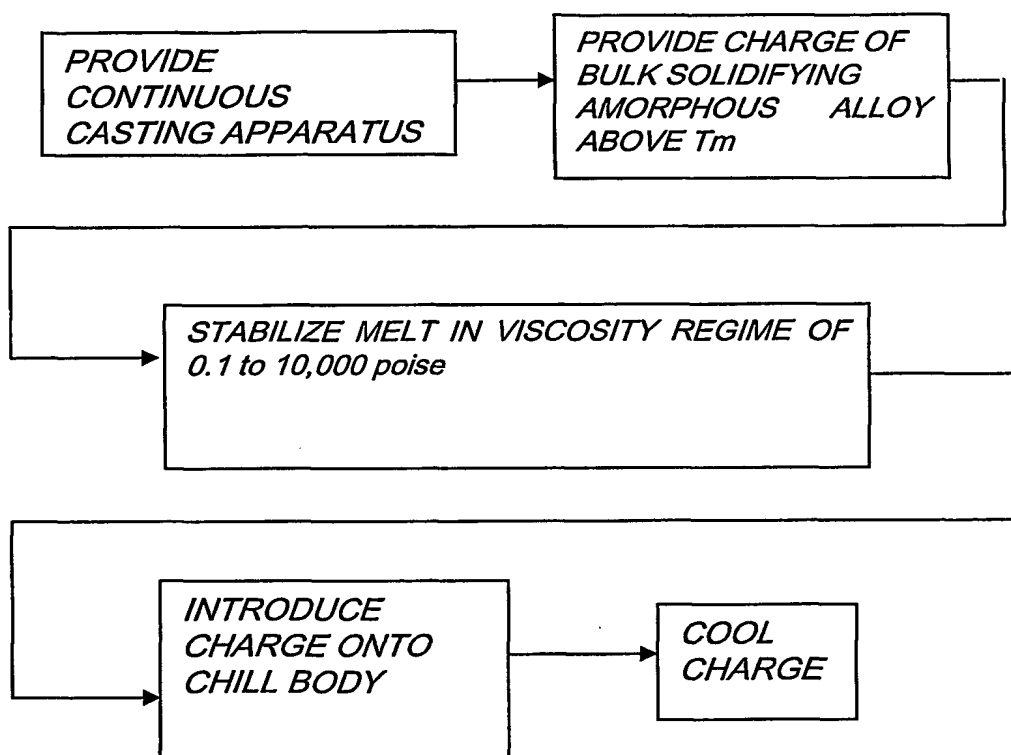 PROVIDE
CONTINUOUS
CASTING APPARATUS
PROVIDE CHARGE OF
BULK SOLIDIFYING
AMORPHOUS ALLOY
ABOVE Tm
STABILIZE MELT IN VISCOSITY REGIME OF
0.1 to 10,000 poise
INTRODUCE
CHARGE ONTO
CHILL BODY
COOL
CHARGE